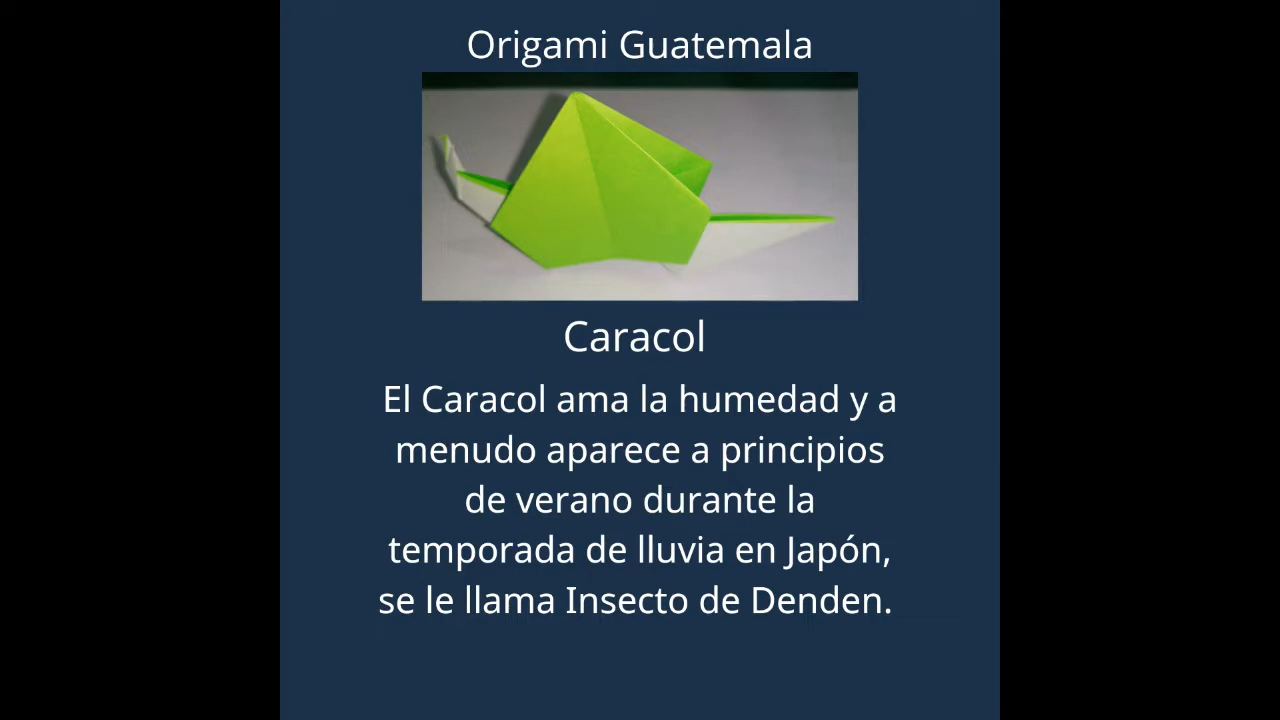 Origami Guatemala
Caracol
El Caracol ama la humedad y a
menudo aparece a principios
de verano durante la
temporada de lluvia en Japón,
se le llama Insecto de Denden.